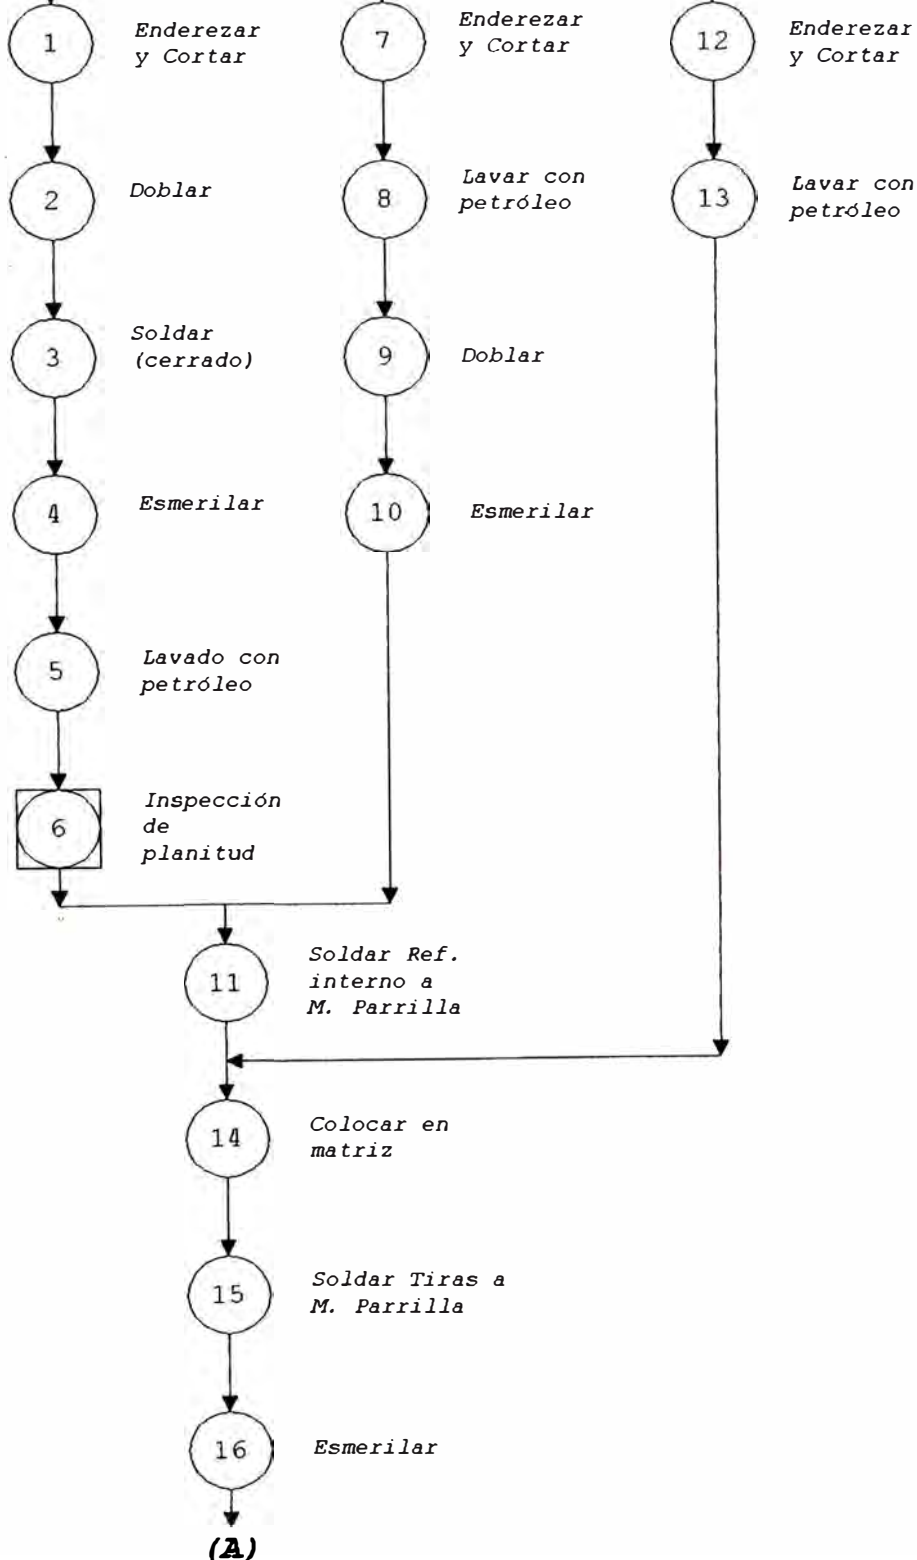 1
Enderezar
y Cortar
2
Doblar
3
Soldar
(cerrado)
4
Esmerilar
5
Lavado con
petróleo
6
Inspección
de
planitud
7
Enderezar
y Cortar
8
Lavar con
petróleo
9
Doblar
10
Esmerilar
12
Enderezar
y Cortar
13
Lavar con
petróleo
11
Soldar Ref.
interno a
M. Parrilla
14
Colocar en
matriz
15
Soldar Tiras a
M. Parrilla
16
Esmerilar
(A)